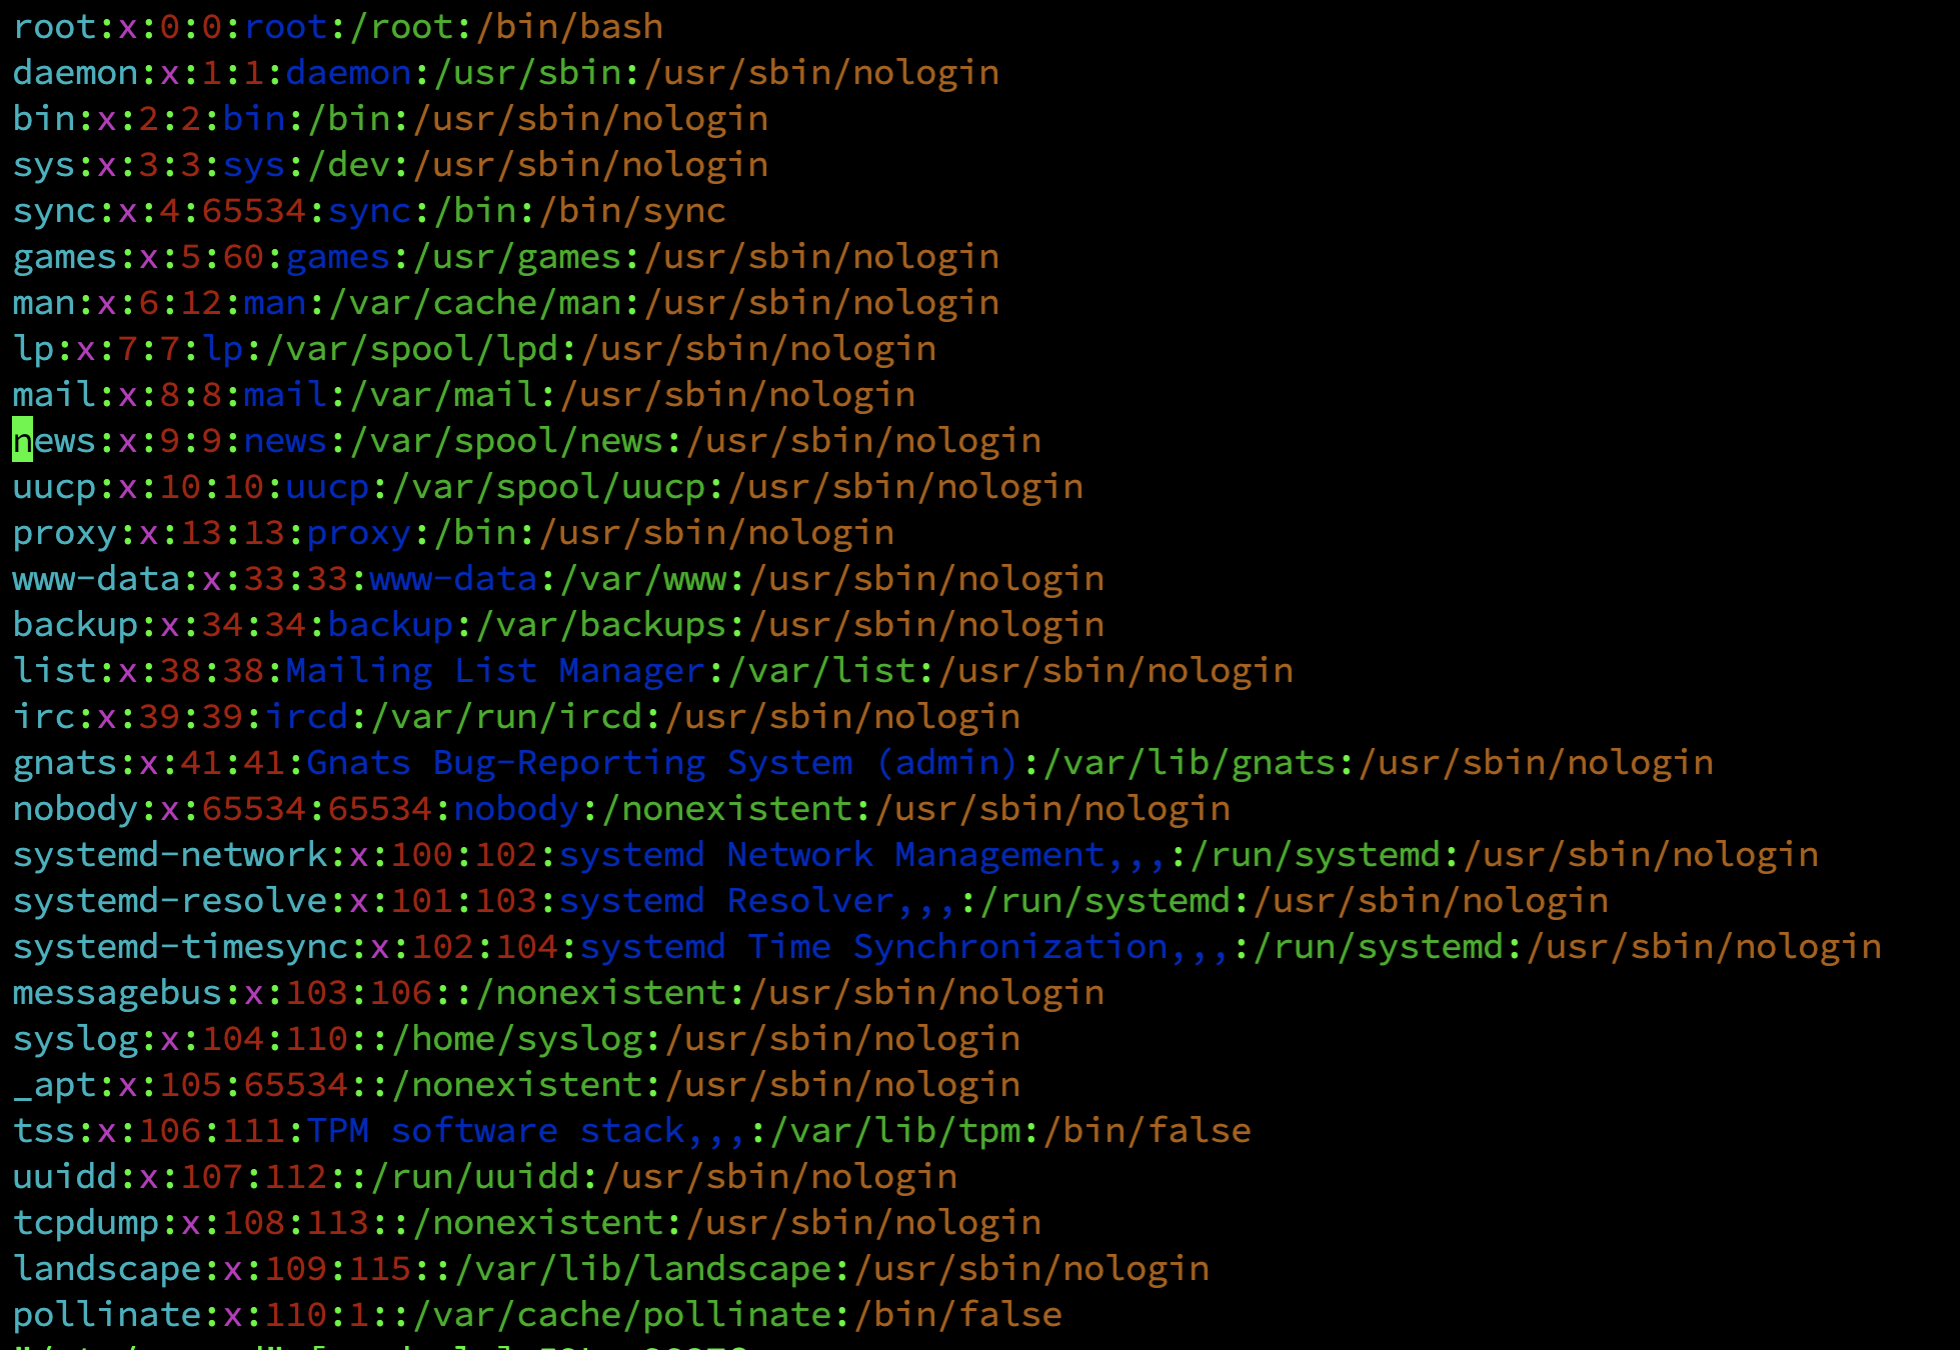 root:x:0:0:root:/root:/bin/bash
daemon:x:1:1:daemon:/usr/sbin:/usr/sbin/nologin
bin:x:2:2:bin:/bin:/usr/sbin/nologin
sys:x:3:3:sys:/dev:/usr/sbin/nologin
sync:x:4:65534:sync:/bin:/bin/sync
games:x:5:60:games:/usr/games:/usr/sbin/nologin
man:x:6:12:man:/var/cache/man:/usr/sbin/nologin
lp:x:7:7:lp:/var/spool/lpd:/usr/sbin/nologin
mail:x:8:8:mail:/var/mail:/usr/sbin/nologin
news:x:9:9:news:/var/spool/news:/usr/sbin/nologin
uucp:x:10:10:uucp:/var/spool/uucp:/usr/sbin/nologin
proxy:x:13:13:proxy:/bin:/usr/sbin/nologin
www-data:x:33:33:www-data:/var/www:/usr/sbin/nologin
backup:x:34:34:backup:/var/backups:/usr/sbin/nologin
list:x:38:38:Mailing List Manager:/var/list:/usr/sbin/nologin
irc:x:39:39:ircd:/var/run/ircd:/usr/sbin/nologin
gnats:x:41:41:Gnats Bug-Reporting System (admin):/var/lib/gnats:/usr/sbin/nologin
nobody:x:65534:65534:nobody:/nonexistent:/usr/sbin/nologin
systemd-network:x:100:102:systemd Network Management,,,:/run/systemd:/usr/sbin/nologin
systemd-resolve:x:101:103:systemd Resolver,,,:/run/systemd:/usr/sbin/nologin
systemd-timesync:x:102:104:systemd Time Synchronization,,,:/run/systemd:/usr/sbin/nologin
messagebus:x:103:106::/nonexistent:/usr/sbin/nologin
syslog:x:104:110::/home/syslog:/usr/sbin/nologin
_apt:x:105:65534::/nonexistent:/usr/sbin/nologin
tss:x:106:111:TPM software stack,,,:/var/lib/tpm:/bin/false
uuidd:x:107:112::/run/uuidd:/usr/sbin/nologin
tcpdump:x:108:113::/nonexistent:/usr/sbin/nologin
landscape:x:109:115::/var/lib/landscape:/usr/sbin/nologin
pollinate:x:110:1::/var/cache/pollinate:/bin/false